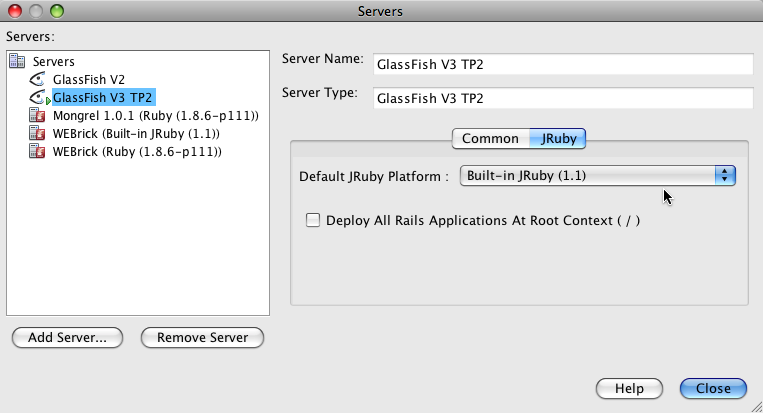 Servers
Servers:
Servers
GlassFish V2
GlassFish V3 TP2
Mongrel 1.0.1 (Ruby (1.8.6-p111))
WEBrick (Built-in JRuby (1.1))
WEBrick (Ruby (1.8.6-p111))
Add Server...
Remove Server
Server Name: GlassFish V3 TP2
Server Type: GlassFish V3 TP2
Common JRuby
Default JRuby Platform : Built-in JRuby (1.1)
Deploy All Rails Applications At Root Context ( / )
Help
Close